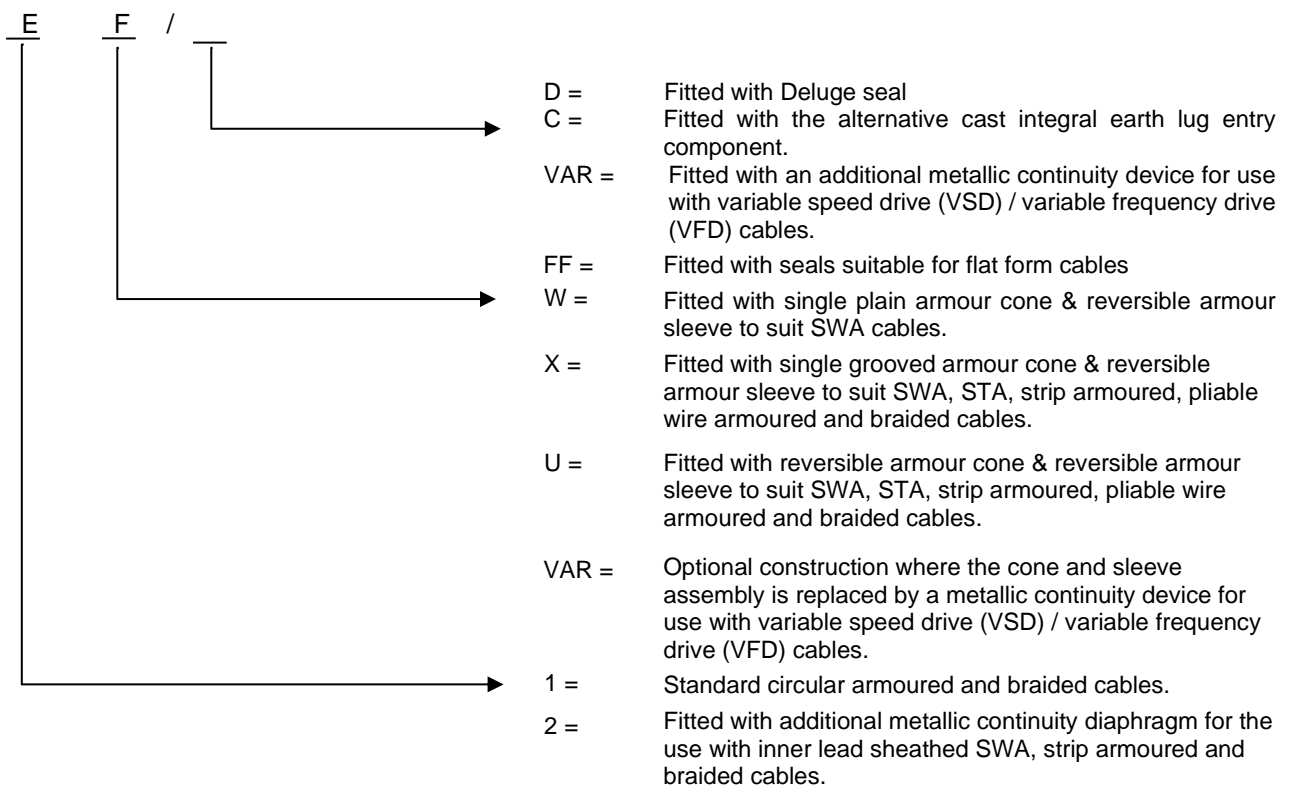 E F /
D = Fitted with Deluge seal
C = Fitted with the alternative cast integral earth lug entry
component.
VAR = Fitted with an additional metallic continuity device for use
with variable speed drive (VSD) / variable frequency drive
(VFD) cables.
FF = Fitted with seals suitable for flat form cables
W = Fitted with single plain armour cone & reversible armour
sleeve to suit SWA cables.
X = Fitted with single grooved armour cone & reversible
armour sleeve to suit SWA, STA, strip armoured, pliable
wire armoured and braided cables.
U = Fitted with reversible armour cone & reversible armour
sleeve to suit SWA, STA, strip armoured, pliable wire
armoured and braided cables.
VAR = Optional construction where the cone and sleeve
assembly is replaced by a metallic continuity device for
use with variable speed drive (VSD) / variable frequency
drive (VFD) cables.
1 = Standard circular armoured and braided cables.
2 = Fitted with additional metallic continuity diaphragm for the
use with inner lead sheathed SWA, strip armoured and
braided cables.